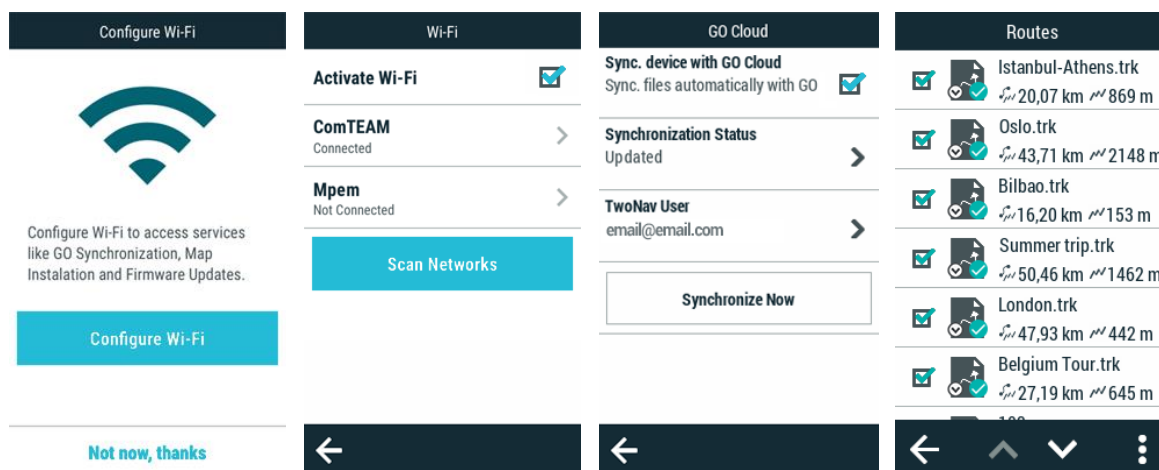 Configure Wi-Fi
Configure Wi-Fi to access services
like GO Synchronization, Map
Instalation and Firmware Updates.
Configure Wi-Fi
Not now, thanks
Wi-Fi
Activate Wi-Fi
ComTEAM
Connected
Mpem
Not Connected
Scan Networks
GO Cloud
Sync. device with GO Cloud
Sync. files automatically with GO
Synchronization Status
Updated
TwoNav User
email@email.com
Synchronize Now
Routes
Istanbul-Athens.trk
20,07 km 869 m
Oslo.trk
43,71 km 2148 m
Bilbao.trk
16,20 km 153 m
Summer trip.trk
50,46 km 1462 m
London.trk
47,93 km 442 m
Belgium Tour.trk
27,19 km 645 m